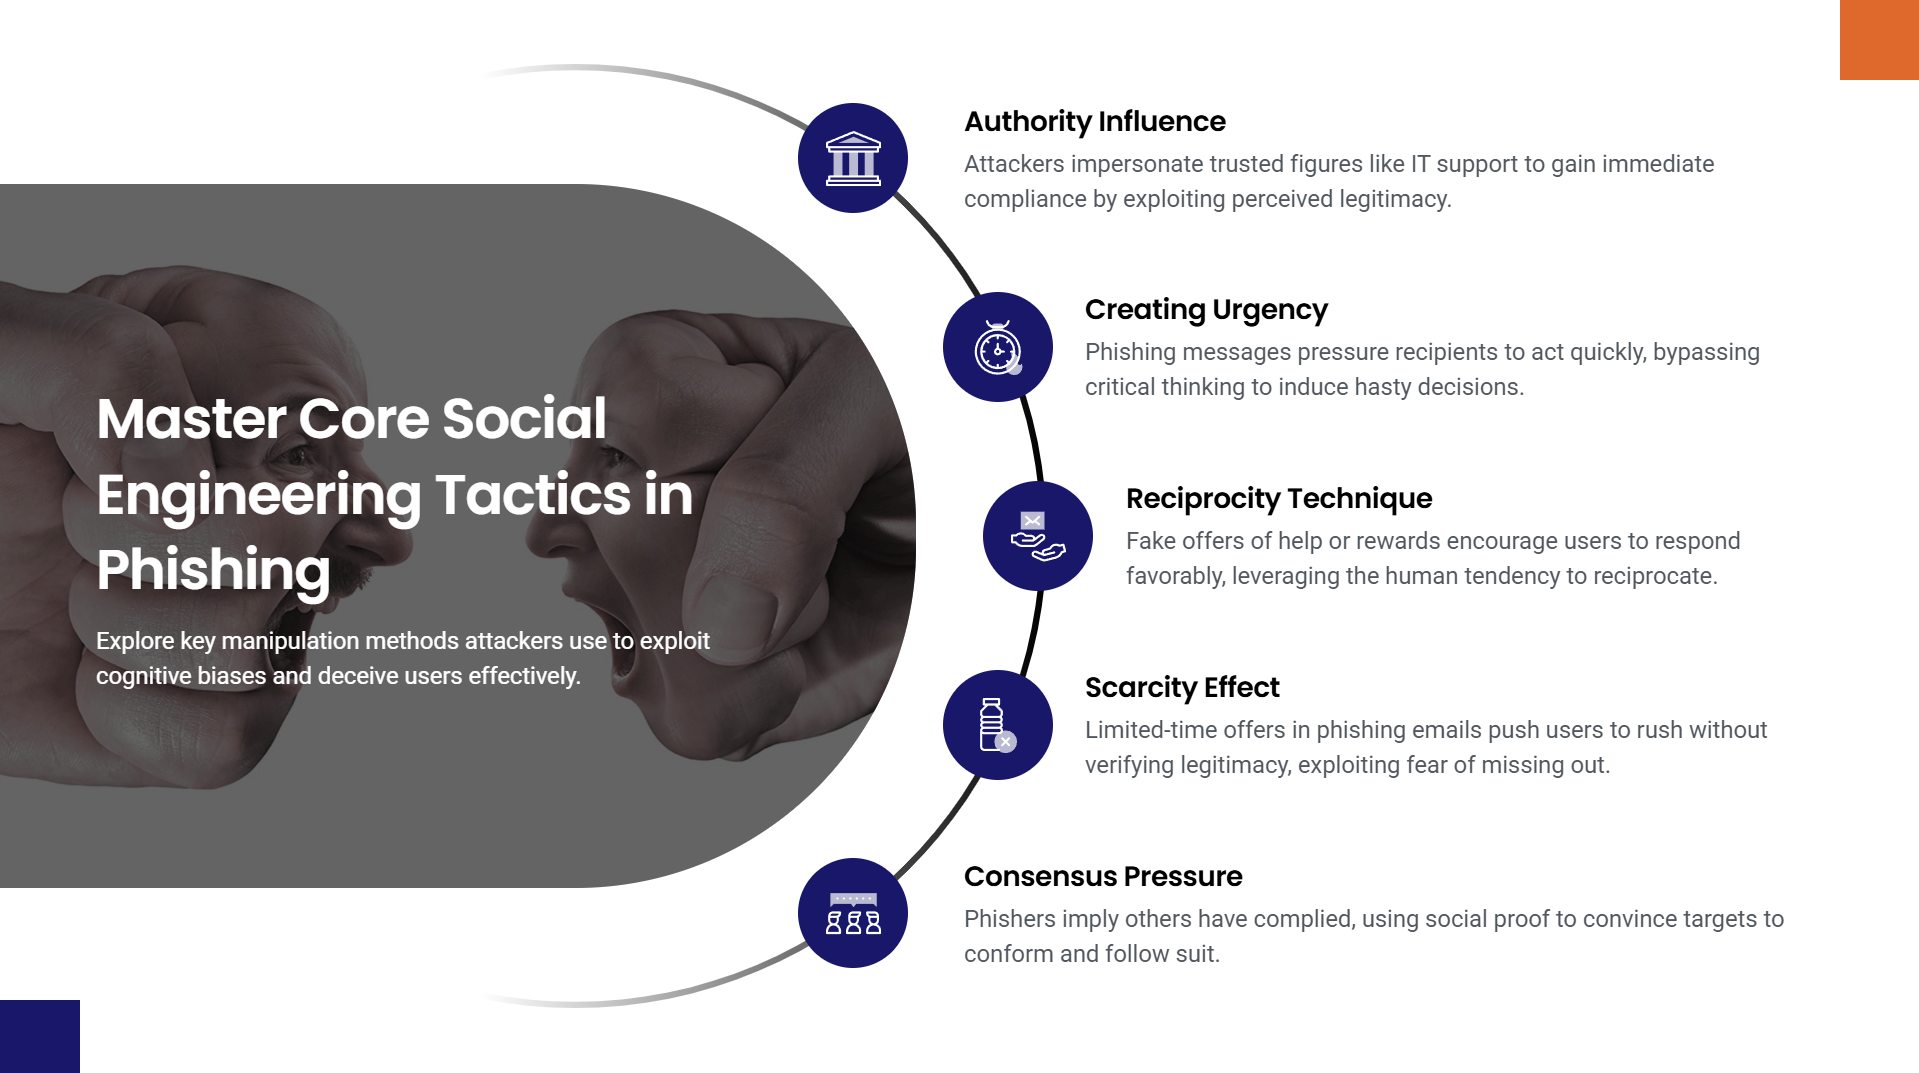 Master Core Social
Engineering Tactics in
Phishing
Explore key manipulation methods attackers use to exploit
cognitive biases and deceive users effectively.
Authority Influence
Attackers impersonate trusted figures like IT support to gain immediate
compliance by exploiting perceived legitimacy.
Creating Urgency
Phishing messages pressure recipients to act quickly, bypassing
critical thinking to induce hasty decisions.
Reciprocity Technique
Fake offers of help or rewards encourage users to respond
favorably, leveraging the human tendency to reciprocate.
Scarcity Effect
Limited-time offers in phishing emails push users to rush without
verifying legitimacy, exploiting fear of missing out.
Consensus Pressure
Phishers imply others have complied, using social proof to convince targets to
conform and follow suit.